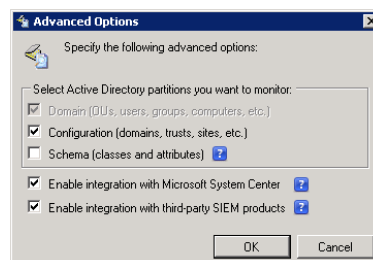 Advanced Options
Specify the following advanced options:
Select Active Directory partitions you want to monitor:
Domain (OUs, users, groups, computers, etc.)
Configuration (domains, trusts, sites, etc.)
Schema (classes and attributes) ?
Enable integration with Microsoft System Center ?
Enable integration with third-party SIEM products ?
OK Cancel